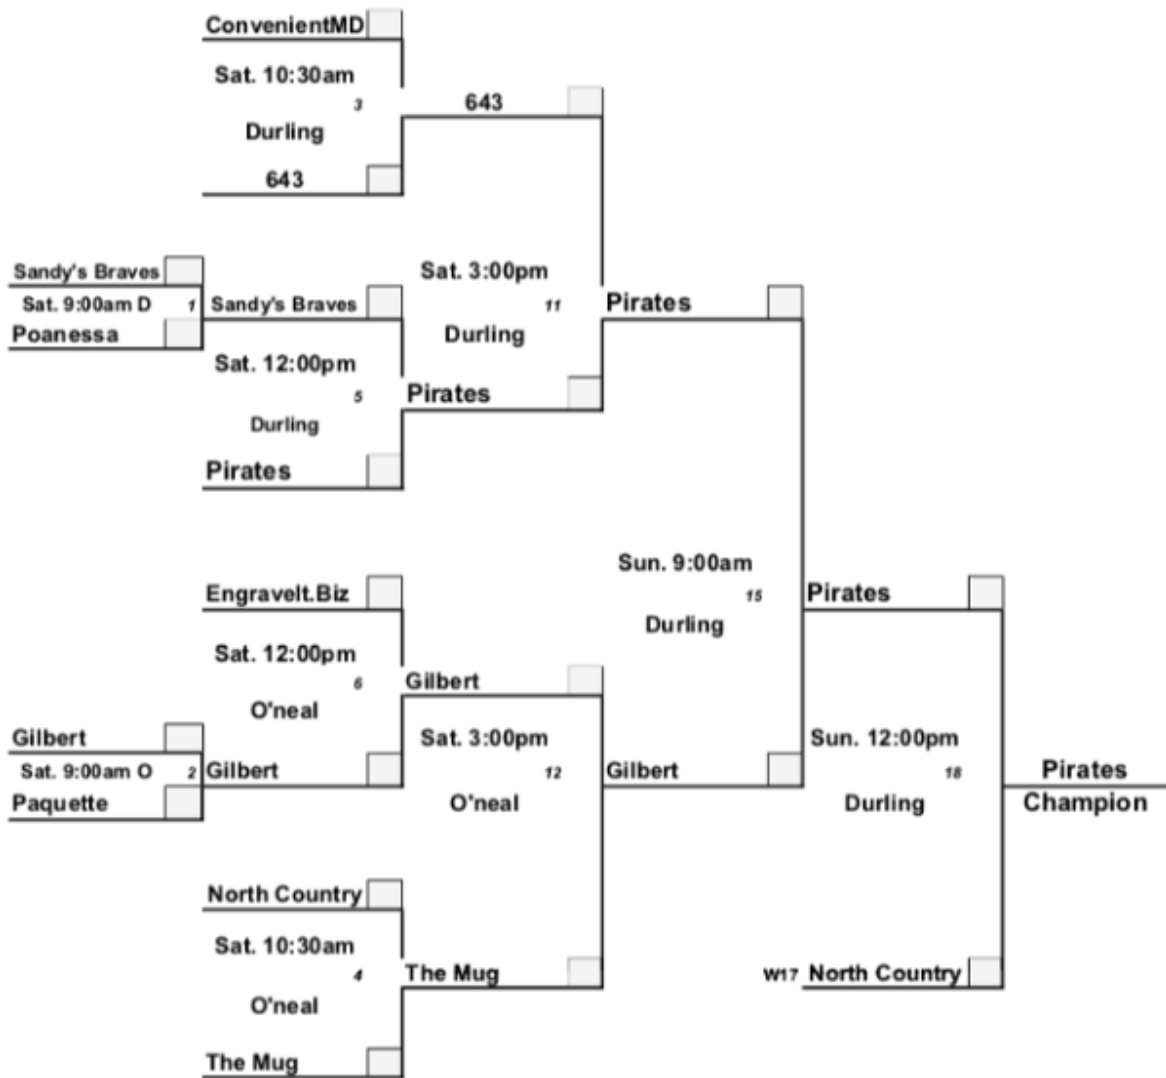 ConvenientMD
Sat. 10:30am
3
643
Durling
643
Sandy's Braves
Sat. 3:00pm
Sat. 9:00am D 1 Sandy's Braves
11 Pirates
Poanessa
Durling
Sat. 12:00pm
5 Pirates
Durling
Pirates
Sun. 9:00am
Engravelt.Biz
15 Pirates
Durling
Sat. 12:00pm
6 Gilbert
O'neal
Gilbert
Sat. 3:00pm
Sun. 12:00pm
Sat. 9:00am O 2 Gilbert
12 Gilbert
18
Pirates
Paquette
O'neal
Durling
Champion
North Country
Sat. 10:30am
4 The Mug
W17 North Country
O'neal
The Mug